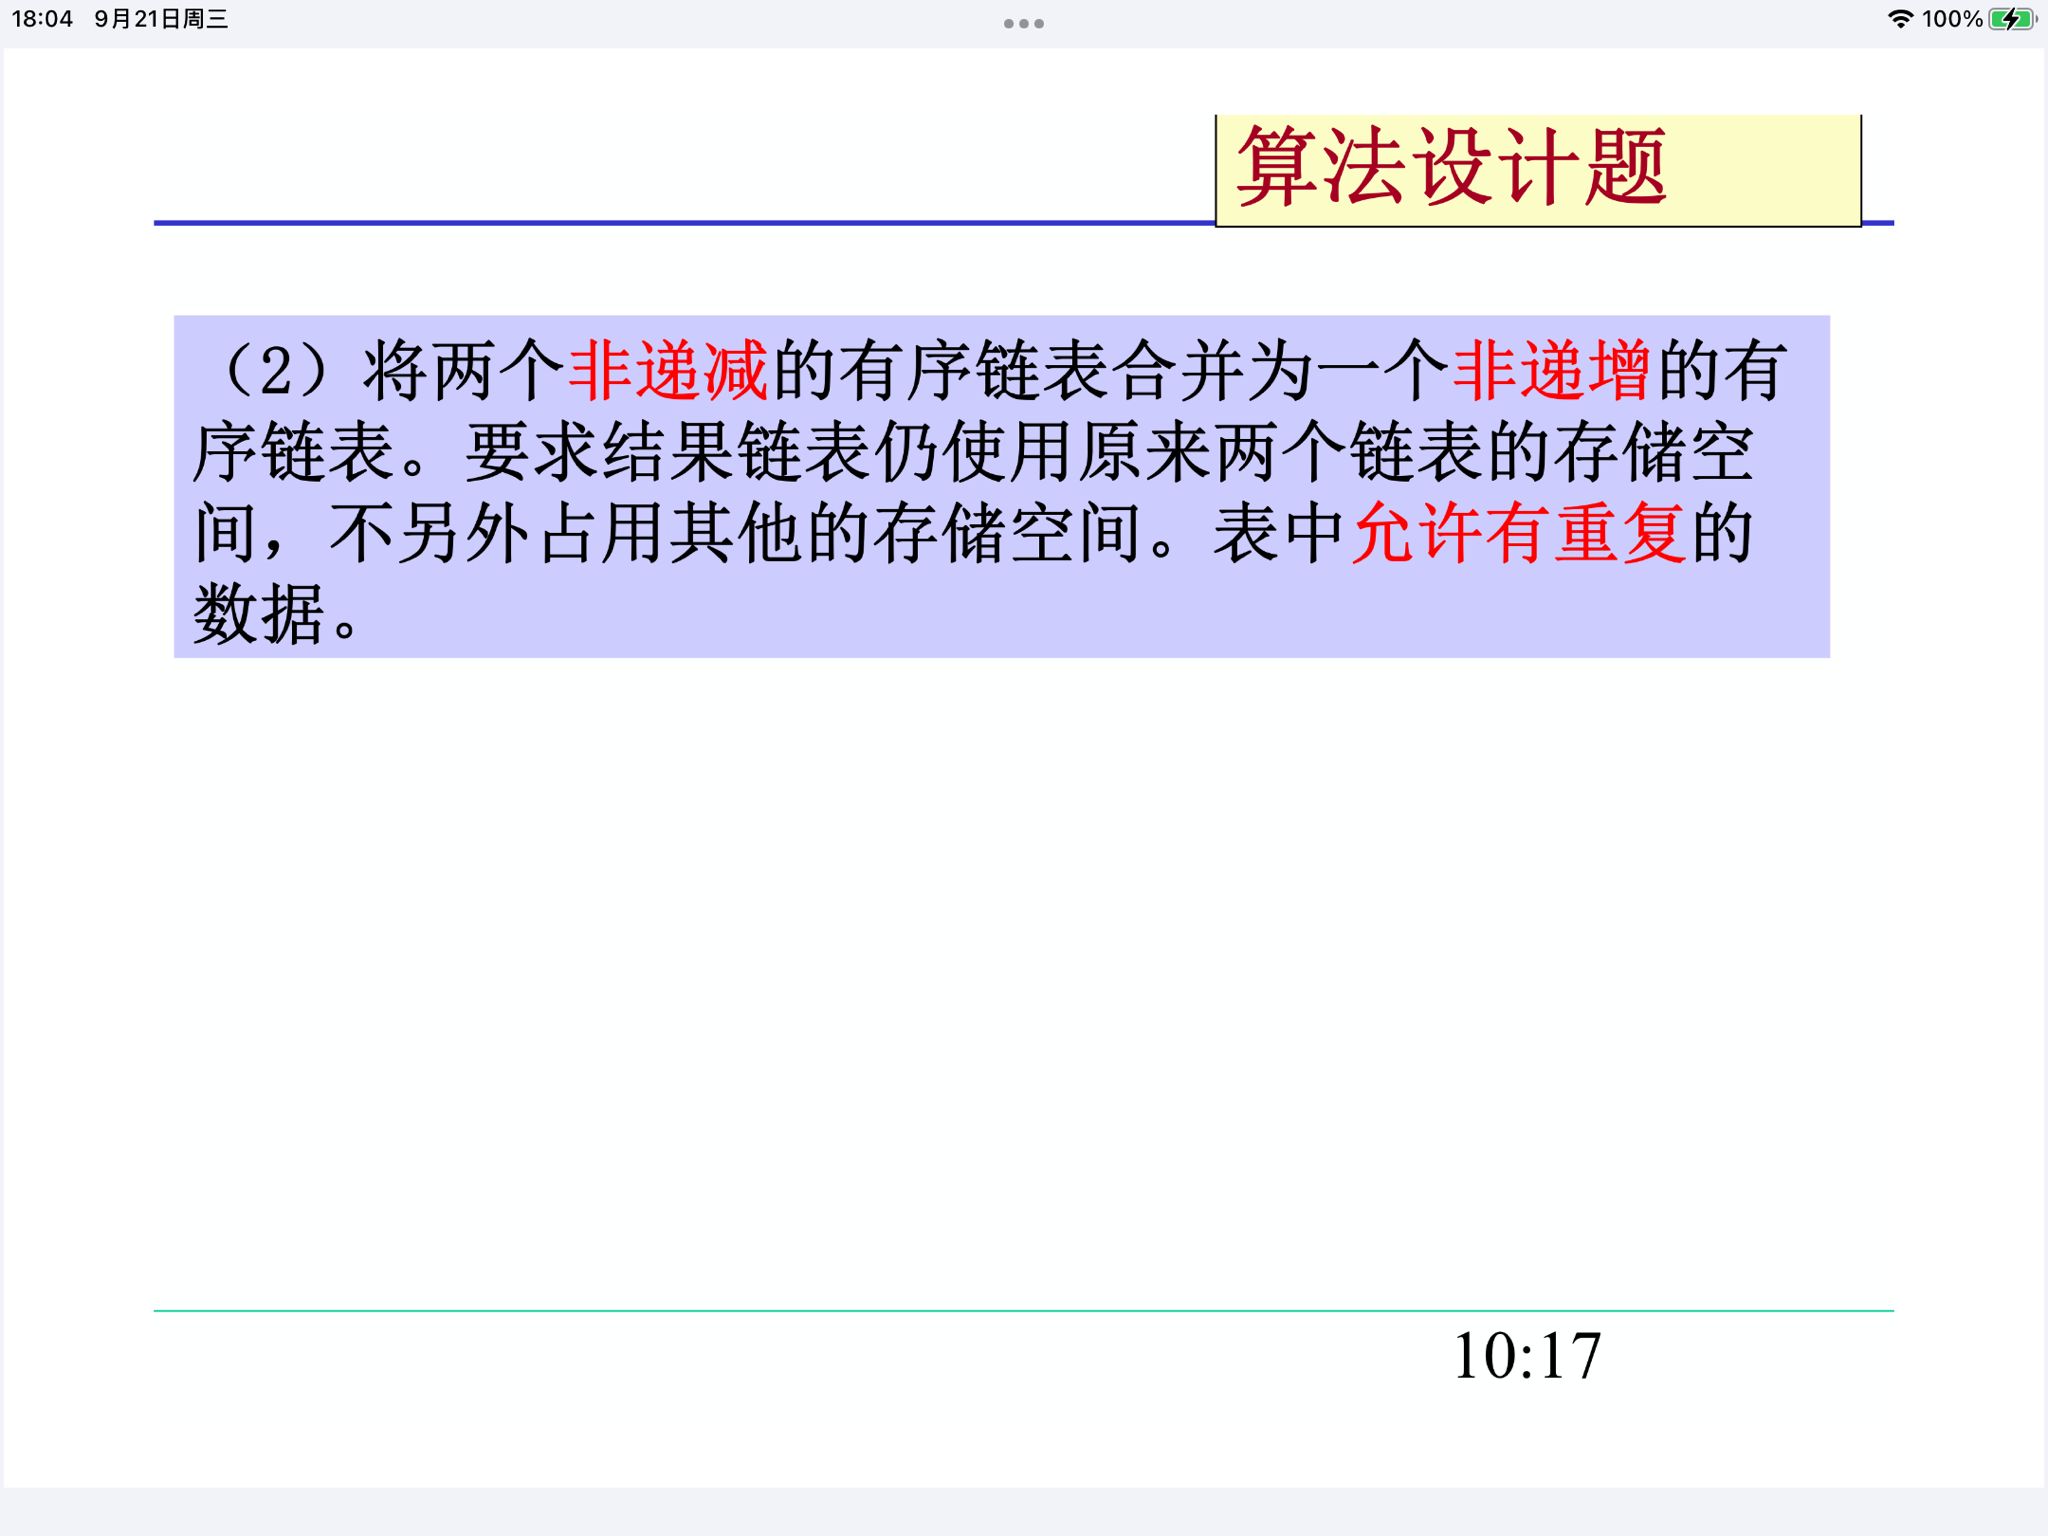 18:04 9月21日周三
100%
算法设计题
（2）将两个非递减的有序链表合并为一个非递增的有
序链表。要求结果链表仍使用原来两个链表的存储空
间，不另外占用其他的存储空间。表中允许有重复的
数据。
10:17